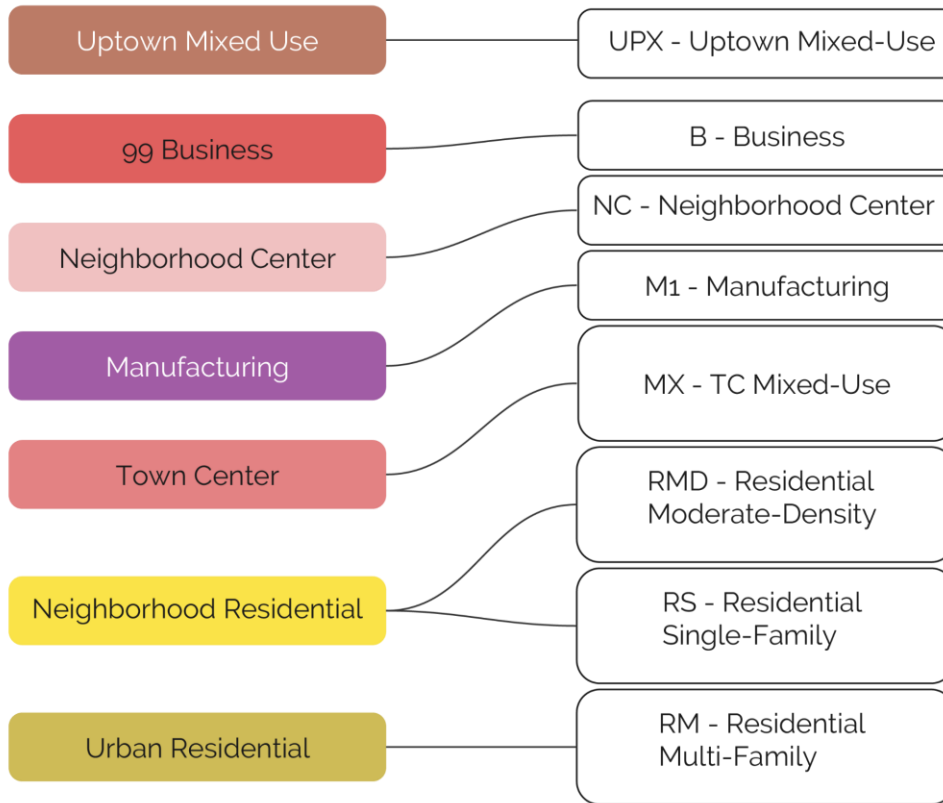 Uptown Mixed Use
UPX - Uptown Mixed-Use
99 Business
B - Business
Neighborhood Center
NC - Neighborhood Center
Manufacturing
M1 - Manufacturing
Town Center
MX - TC Mixed-Use
Neighborhood Residential
RMD - Residential
Moderate-Density
RS - Residential
Single-Family
Urban Residential
RM - Residential
Multi-Family